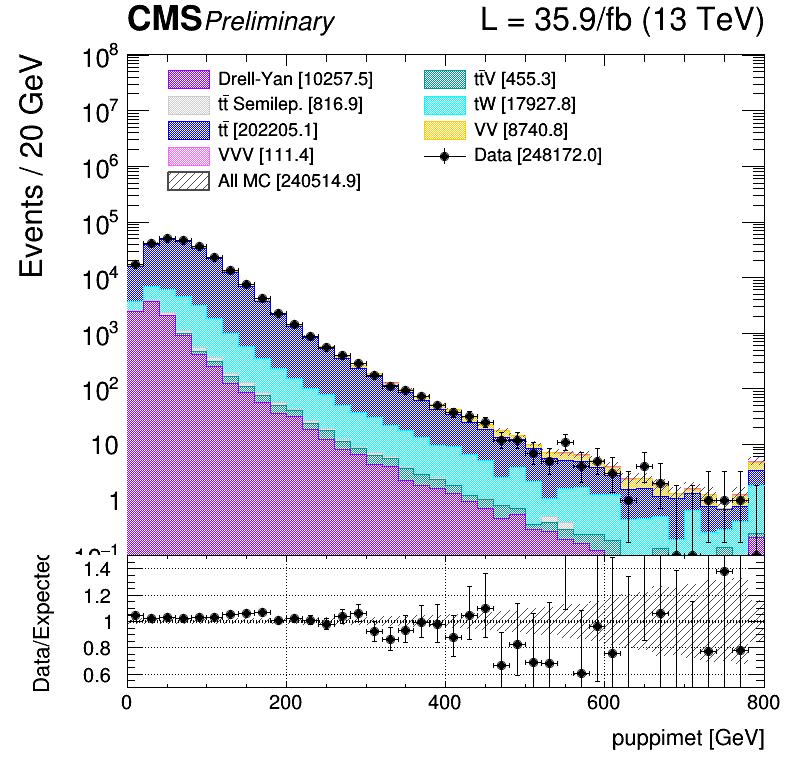 CMS Preliminary L = 35.9/fb (13 TeV)
Events / 20 GeV
10⁸
10⁷
10⁶
10⁵
10⁴
10³
10²
10
1
10⁻¹
Drell-Yan [10257.5]
tt̄ Semilep. [816.9]
tt̄ [202205.1]
VVV [111.4]
All MC [240514.9]
tt̄V [455.3]
tW [17927.8]
VV [8740.8]
Data [248172.0]
Data/Expected
1.4
1.2
1
0.8
0.6
0 200 400 600 800
puppimet [GeV]